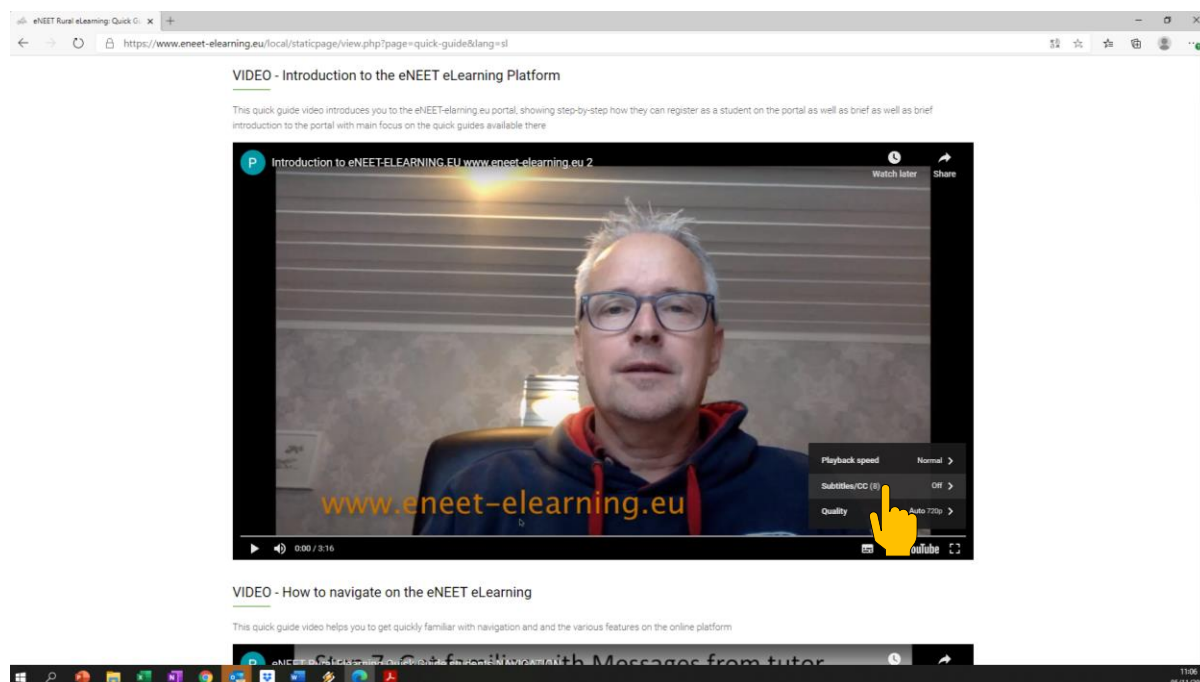 eNEET Rural eLearning: Quick G
https://www.eneet-elearning.eu/local/staticpage/view.php?page=quick-guide&lang=sl
VIDEO - Introduction to the eNEET eLearning Platform
This quick guide video introduces you to the eNEET-elarning.eu portal, showing step-by-step how they can register as a student on the portal as well as brief as well as brief
introduction to the portal with main focus on the quick guides available there
P Introduction to eNEET-ELEARNING.EU www.eneet-elearning.eu 2
Watch later Share
Playback speed Normal
Subtitles/CC (8) Off
Quality Auto 720p
www.eneet-elearning.eu
0:00 / 3:16
VIDEO - How to navigate on the eNEET eLearning
This quick guide video helps you to get quickly familiar with navigation and and the various features on the online platform
eNEET Rural eLearning Quick Guide students NAVIGATION
Step 7. Get familiar with Messages from tutor
11:06